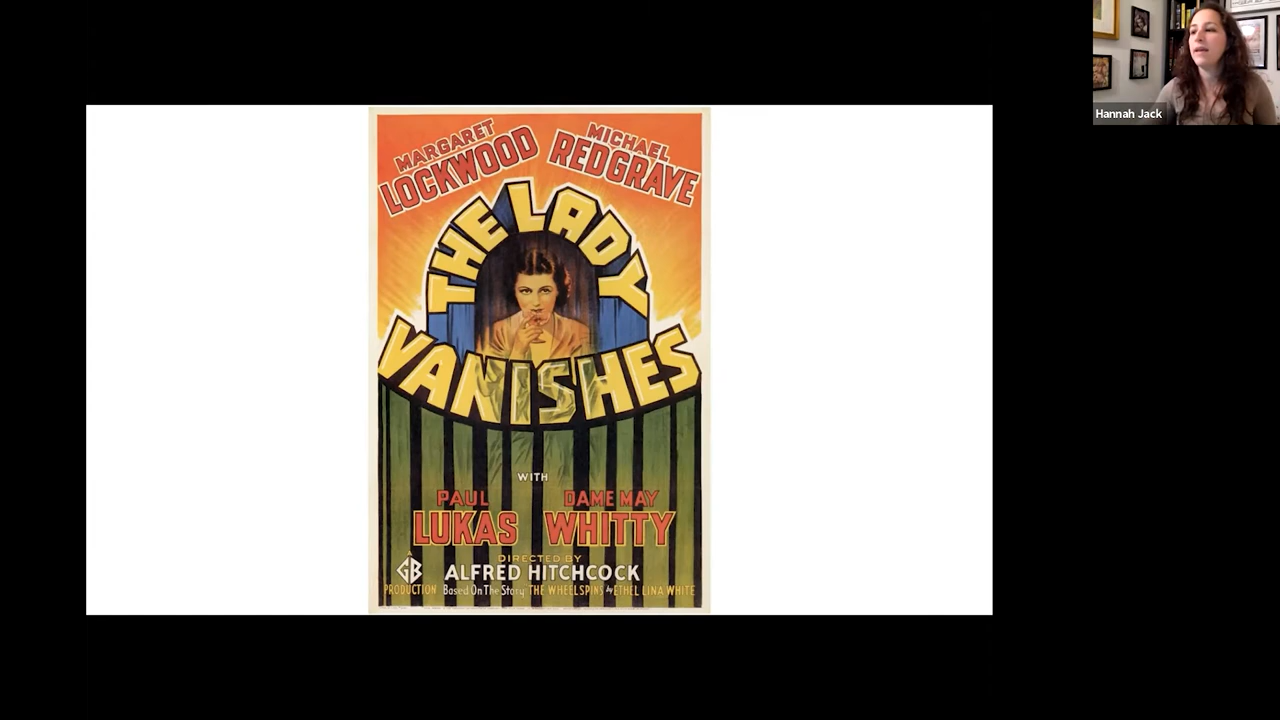 MARGARET
LOCKWOOD
MICHAEL
REDGRAVE
THE LADY
VANISHES
WITH
PAUL
LUKAS
DAME MAY
WHITTY
DIRECTED BY
ALFRED HITCHCOCK
A
GB
PRODUCTION
Based On The Story THE WHEEL SPINS by ETHEL LINA WHITE
Hannah Jack